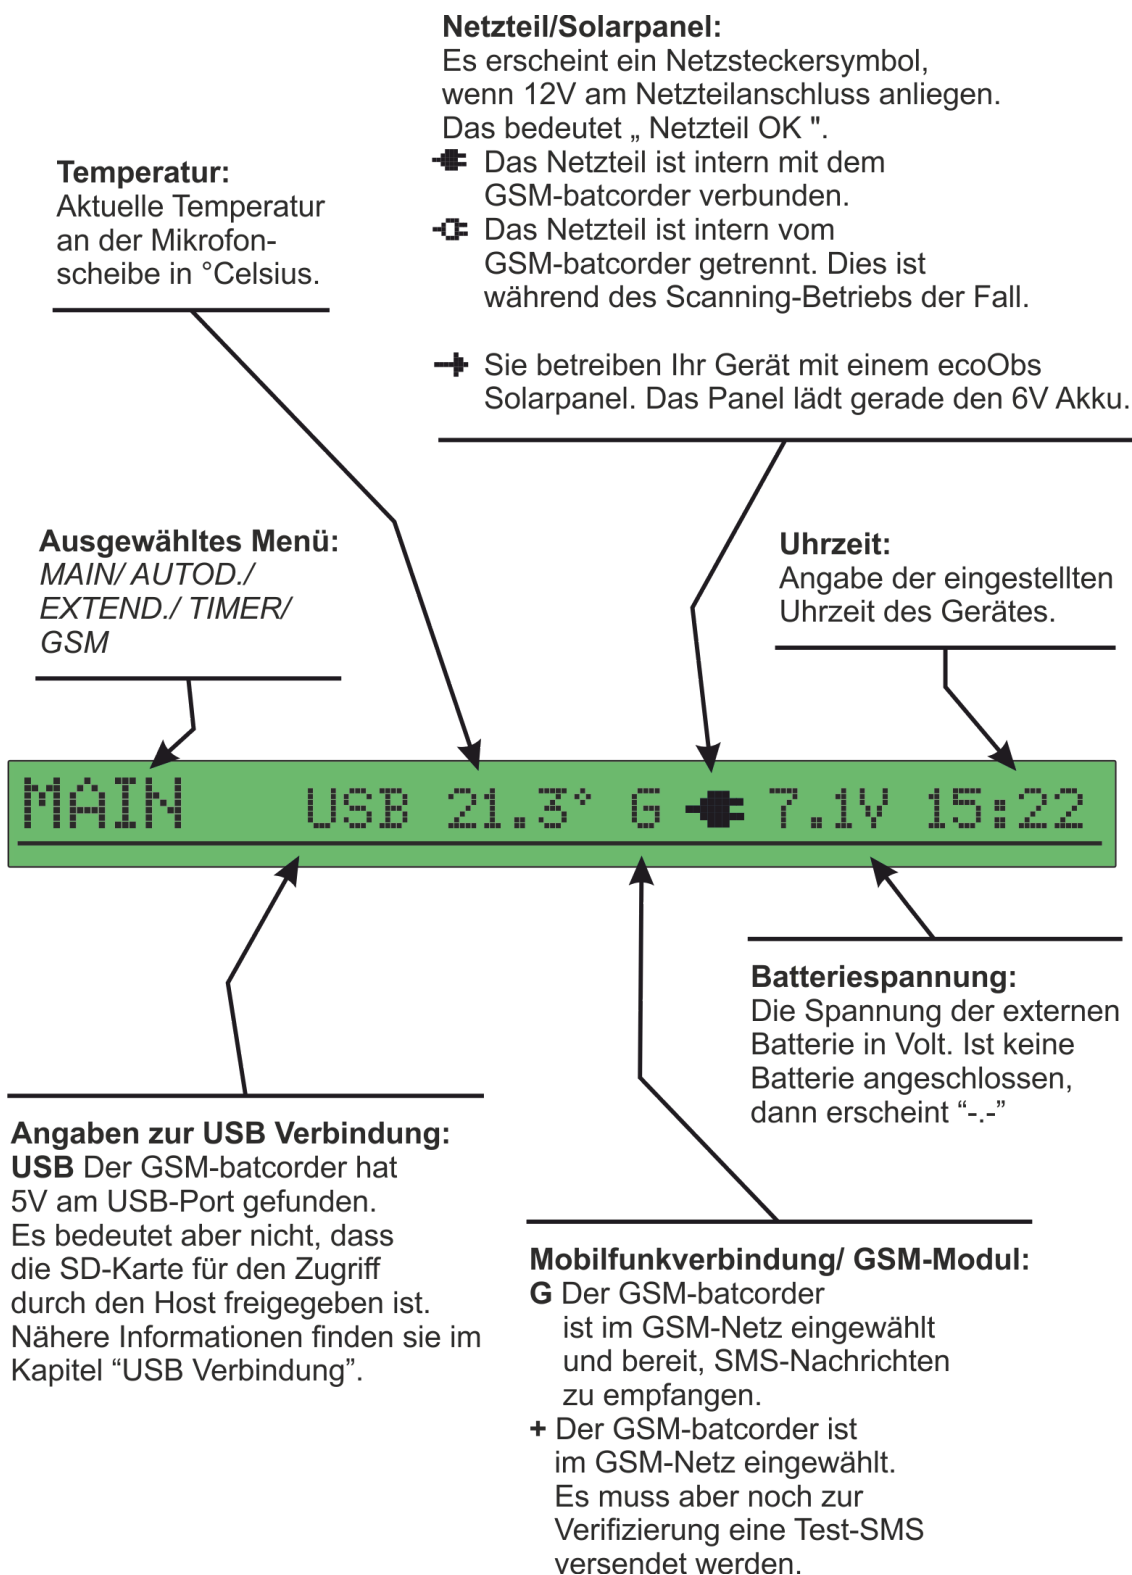 Netzteil/Solarpanel:
Es erscheint ein Netzsteckersymbol,
wenn 12V am Netzteilanschluss anliegen.
Das bedeutet „ Netzteil OK ".
Das Netzteil ist intern mit dem
GSM-batcorder verbunden.
Das Netzteil ist intern vom
GSM-batcorder getrennt. Dies ist
während des Scanning-Betriebs der Fall.
Sie betreiben Ihr Gerät mit einem ecoObs
Solarpanel. Das Panel lädt gerade den 6V Akku.
Temperatur:
Aktuelle Temperatur
an der Mikrofon-
scheibe in °Celsius.
Ausgewähltes Menü:
MAIN/ AUTOD./
EXTEND./ TIMER/
GSM
Uhrzeit:
Angabe der eingestellten
Uhrzeit des Gerätes.
MAIN USB 21.3° G 7.1V 15:22
Batteriespannung:
Die Spannung der externen
Batterie in Volt. Ist keine
Batterie angeschlossen,
dann erscheint “-.-”
Angaben zur USB Verbindung:
USB Der GSM-batcorder hat
5V am USB-Port gefunden.
Es bedeutet aber nicht, dass
die SD-Karte für den Zugriff
durch den Host freigegeben ist.
Nähere Informationen finden sie im
Kapitel “USB Verbindung”.
Mobilfunkverbindung/ GSM-Modul:
G Der GSM-batcorder
ist im GSM-Netz eingewählt
und bereit, SMS-Nachrichten
zu empfangen.
+ Der GSM-batcorder ist
im GSM-Netz eingewählt.
Es muss aber noch zur
Verifizierung eine Test-SMS
versendet werden.